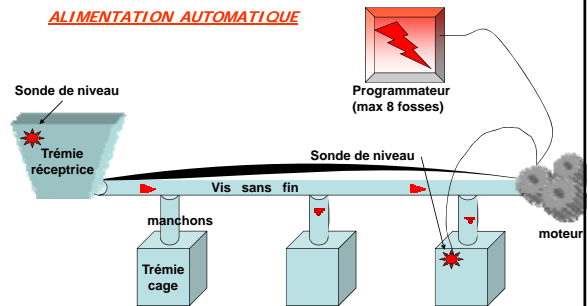 ALIMENTATION AUTOMATIQUE
Sonde de niveau
Programmateur
(max 8 fosses)
Trémie
réceptrice
Sonde de niveau
Vis sans fin
manchons
moteur
Trémie
cage